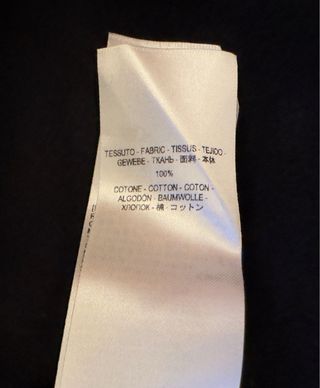 TESSUTO - FABRIC - TISSUS - TEJIDO -
GEWEBE - ТКАНЬ - 面料 - 本体
100%
COTONE - COTTON - COTON -
ALGODÓN - BAUMWOLLE -
ХЛОПОК - 棉 - コットン